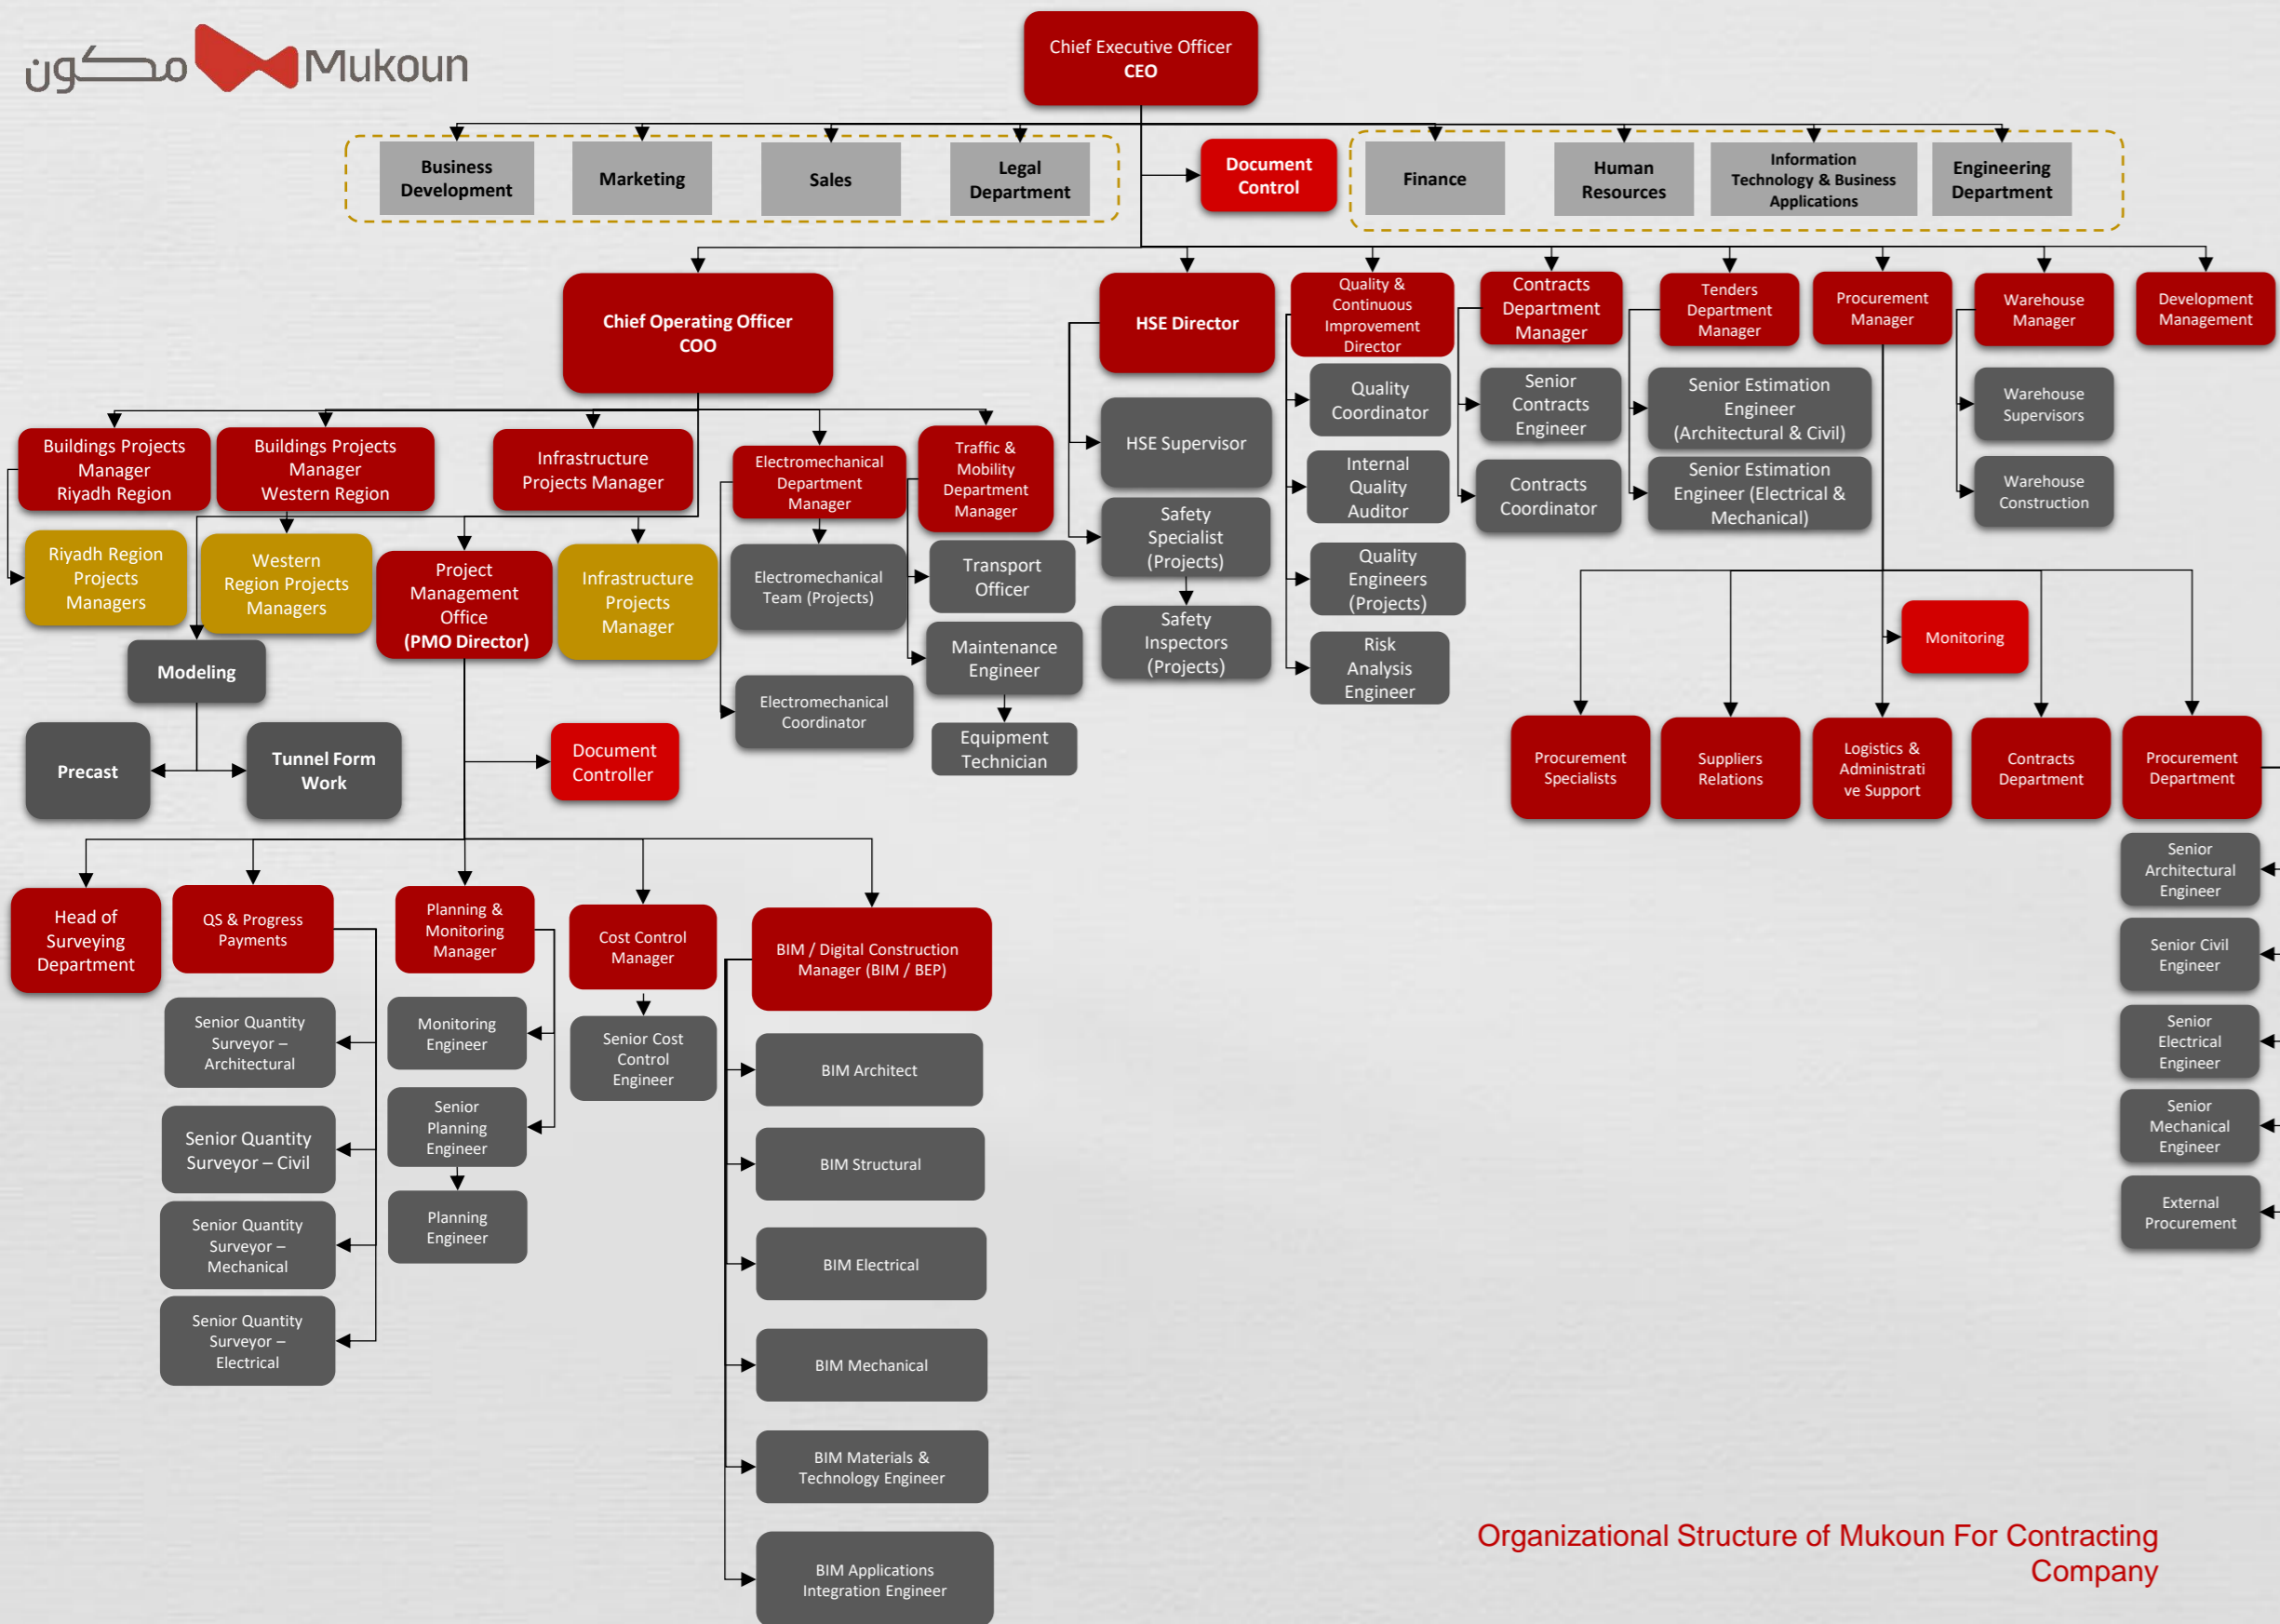 مكون
Mukoun
Chief Executive Officer
CEO
Business
Development
Marketing
Sales
Legal
Department
Document
Control
Finance
Human
Resources
Information
Technology & Business
Applications
Engineering
Department
Chief Operating Officer
COO
HSE Director
Quality &
Continuous
Improvement
Director
Contracts
Department
Manager
Tenders
Department
Manager
Procurement
Manager
Warehouse
Manager
Development
Management
Buildings Projects
Manager
Riyadh Region
Buildings Projects
Manager
Western Region
Infrastructure
Projects Manager
Electromechanical
Department
Manager
Traffic &
Mobility
Department
Manager
Riyadh Region
Projects
Managers
Western
Region Projects
Managers
Project
Management
Office
(PMO Director)
Infrastructure
Projects
Manager
Electromechanical
Team (Projects)
Transport
Officer
Electromechanical
Coordinator
Maintenance
Engineer
Equipment
Technician
HSE Supervisor
Safety
Specialist
(Projects)
Safety
Inspectors
(Projects)
Quality
Coordinator
Internal
Quality
Auditor
Quality
Engineers
(Projects)
Risk
Analysis
Engineer
Senior
Contracts
Engineer
Contracts
Coordinator
Senior Estimation
Engineer
(Architectural & Civil)
Senior Estimation
Engineer (Electrical &
Mechanical)
Warehouse
Supervisors
Warehouse
Construction
Monitoring
Modeling
Precast
Tunnel Form
Work
Document
Controller
Procurement
Specialists
Suppliers
Relations
Logistics &
Administrati
ve Support
Contracts
Department
Procurement
Department
Senior
Architectural
Engineer
Senior Civil
Engineer
Senior
Electrical
Engineer
Senior
Mechanical
Engineer
External
Procurement
Head of
Surveying
Department
QS & Progress
Payments
Planning &
Monitoring
Manager
Cost Control
Manager
BIM / Digital Construction
Manager (BIM / BEP)
Senior Quantity
Surveyor –
Architectural
Senior Quantity
Surveyor – Civil
Senior Quantity
Surveyor –
Mechanical
Senior Quantity
Surveyor –
Electrical
Monitoring
Engineer
Senior
Planning
Engineer
Planning
Engineer
Senior Cost
Control
Engineer
BIM Architect
BIM Structural
BIM Electrical
BIM Mechanical
BIM Materials &
Technology Engineer
BIM Applications
Integration Engineer
Organizational Structure of Mukoun For Contracting
Company